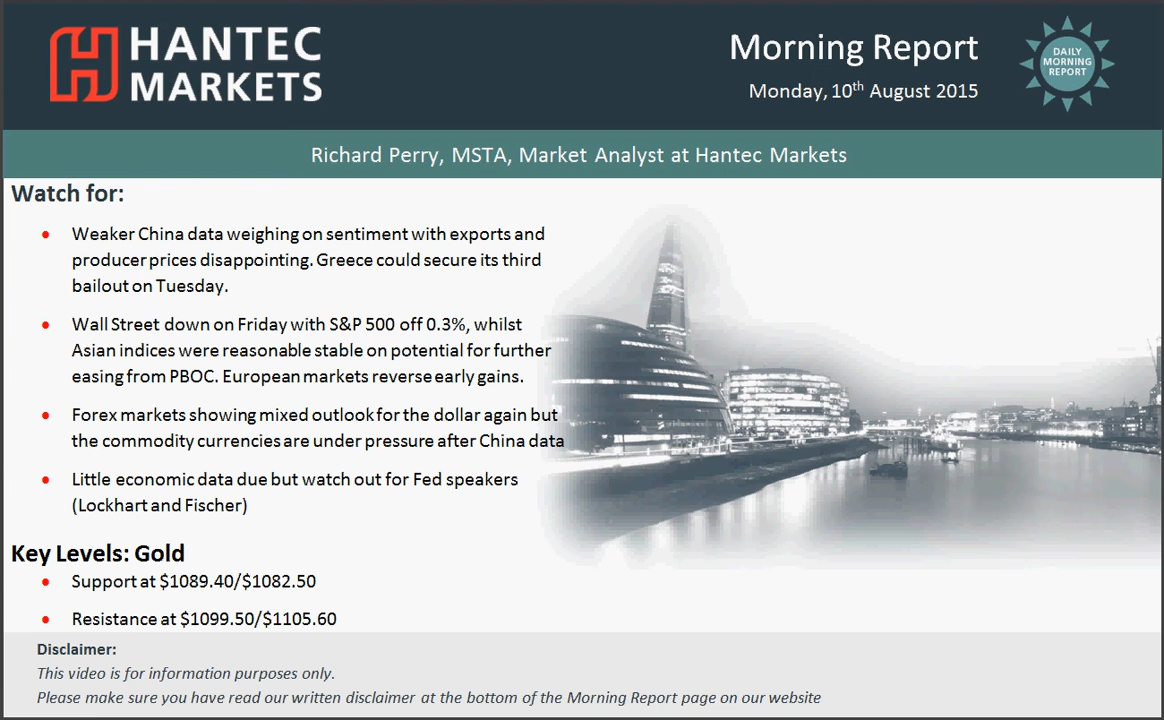 HANTEC
MARKETS
Morning Report
Monday, 10th August 2015
DAILY
MORNING
REPORT
Richard Perry, MSTA, Market Analyst at Hantec Markets
Watch for:
Weaker China data weighing on sentiment with exports and
producer prices disappointing. Greece could secure its third
bailout on Tuesday.
Wall Street down on Friday with S&P 500 off 0.3%, whilst
Asian indices were reasonable stable on potential for further
easing from PBOC. European markets reverse early gains.
Forex markets showing mixed outlook for the dollar again but
the commodity currencies are under pressure after China data
Little economic data due but watch out for Fed speakers
(Lockhart and Fischer)
Key Levels: Gold
Support at $1089.40/$1082.50
Resistance at $1099.50/$1105.60
Disclaimer:
This video is for information purposes only.
Please make sure you have read our written disclaimer at the bottom of the Morning Report page on our website